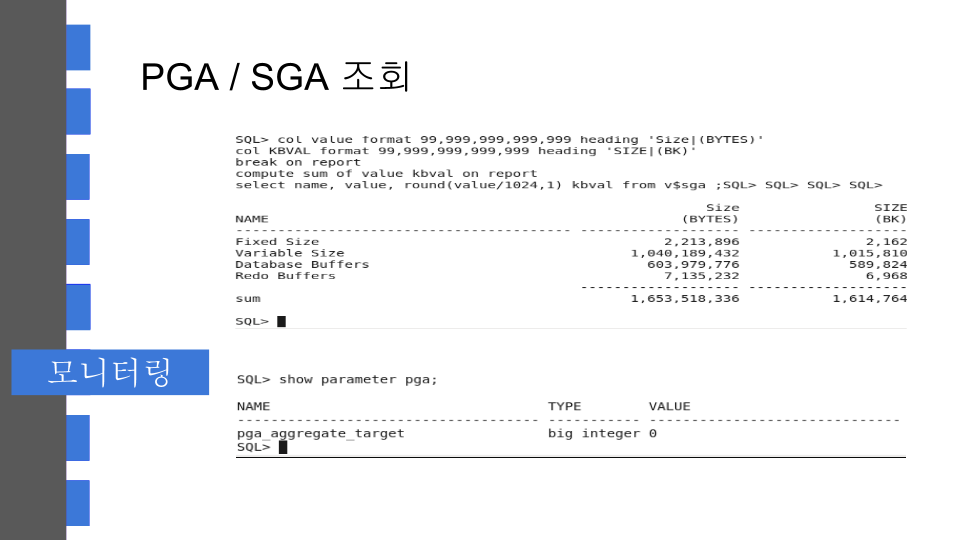 PGA / SGA 조회
SQL> col value format 99,999,999,999,999 heading 'Size|(BYTES)'
col KBVAL format 99,999,999,999,999 heading 'SIZE|(BK)'
break on report
compute sum of value kbval on report
select name, value, round(value/1024,1) kbval from v$sga ;SQL> SQL> SQL> SQL>
Size SIZE
NAME (BYTES) (BK)
---------------------------------------- ------------------- -------------------
Fixed Size 2,213,896 2,162
Variable Size 1,040,189,432 1,015,810
Database Buffers 603,979,776 589,824
Redo Buffers 7,135,232 6,968
------------------- -------------------
sum 1,653,518,336 1,614,764
SQL>
모니터링
SQL> show parameter pga;
NAME TYPE VALUE
------------------------------------ ----------- ------------------------------
pga_aggregate_target big integer 0
SQL>